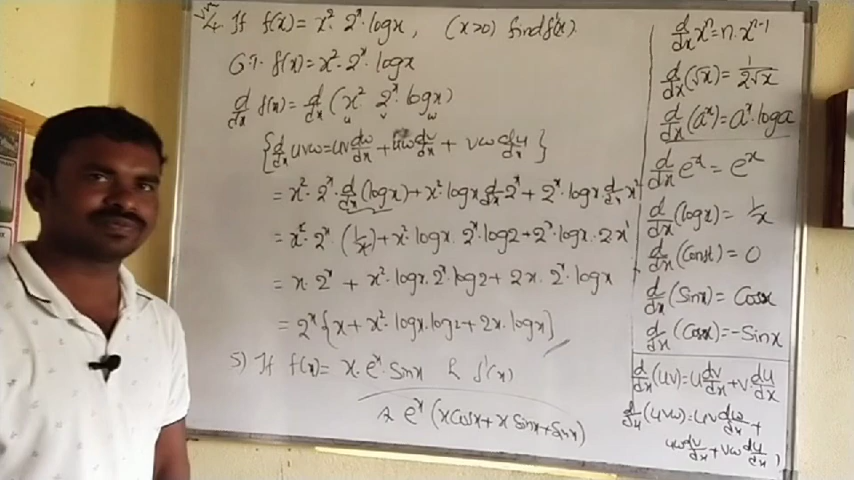 4. If f(x) = x²·2ˣ·logx, (x>0) find f'(x).
G.T. f(x) = x²·2ˣ·logx
d/dx f(x) = d/dx (x² 2ˣ·logx)
u v w
{d/dx uvw = uv dw/dx + uw dv/dx + vw du/dx}
= x²·2ˣ·d/dx(logx) + x²·logx d/dx 2ˣ + 2ˣ·logx d/dx x²
= x²·2ˣ·(1/x) + x²·logx·2ˣ·log2 + 2ˣ·logx·2x¹
= x·2ˣ + x²·logx·2ˣ·log2 + 2x·2ˣ·logx
= 2ˣ{x + x²·logx·log2 + 2x·logx}
5) If f(x) = x·eˣ·sinx & f'(x)
eˣ(xcosx + x sinx + sinx)
d/dx xⁿ = n·xⁿ⁻¹
d/dx (√x) = 1/2√x
d/dx (aˣ) = aˣ·loga
d/dx eˣ = eˣ
d/dx (logx) = 1/x
d/dx (const) = 0
d/dx (sinx) = Cosx
d/dx (Cosx) = -Sinx
d/dx (uv) = u dv/dx + v du/dx
d/dx (uvw) = uv dw/dx +
uw dv/dx + vw du/dx